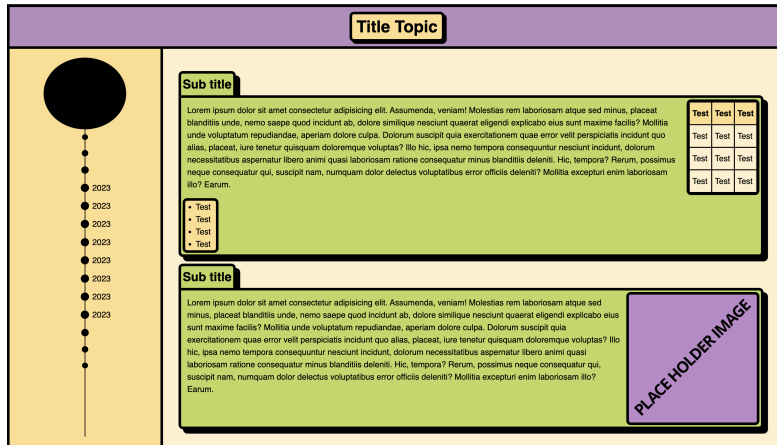 Title Topic
2023
2023
2023
2023
2023
2023
2023
2023
Sub title
Lorem ipsum dolor sit amet consectetur adipisicing elit. Assumenda, veniam! Molestias rem laboriosam atque sed minus, placeat
blanditiis unde, nemo saepe quod incidunt ab, dolore similique nesciunt quaerat eligendi explicabo eius sunt maxime facilis? Mollitia
unde voluptatum repudiandae, aperiam dolore culpa. Dolorum suscipit quia exercitationem quae error velit perspiciatis incidunt quo
alias, placeat, iure tenetur quisquam doloremque voluptas? Illo hic, ipsa nemo tempora consequuntur nesciunt incidunt, dolorum
necessitatibus aspernatur libero animi quasi laboriosam ratione consequatur minus blanditiis deleniti. Hic, tempora? Rerum, possimus
neque consequatur qui, suscipit nam, numquam dolor delectus voluptatibus error officiis deleniti? Mollitia excepturi enim laboriosam
illo? Earum.
Test Test Test
Test Test Test
Test Test Test
Test Test Test
• Test
• Test
• Test
• Test
Sub title
Lorem ipsum dolor sit amet consectetur adipisicing elit. Assumenda, veniam! Molestias rem laboriosam atque sed
minus, placeat blanditiis unde, nemo saepe quod incidunt ab, dolore similique nesciunt quaerat eligendi explicabo eius
sunt maxime facilis? Mollitia unde voluptatum repudiandae, aperiam dolore culpa. Dolorum suscipit quia
exercitationem quae error velit perspiciatis incidunt quo alias, placeat, iure tenetur quisquam doloremque voluptas? Illo
hic, ipsa nemo tempora consequuntur nesciunt incidunt, dolorum necessitatibus aspernatur libero animi quasi
laboriosam ratione consequatur minus blanditiis deleniti. Hic, tempora? Rerum, possimus neque consequatur qui,
suscipit nam, numquam dolor delectus voluptatibus error officiis deleniti? Mollitia excepturi enim laboriosam illo?
Earum.
PLACE HOLDER IMAGE